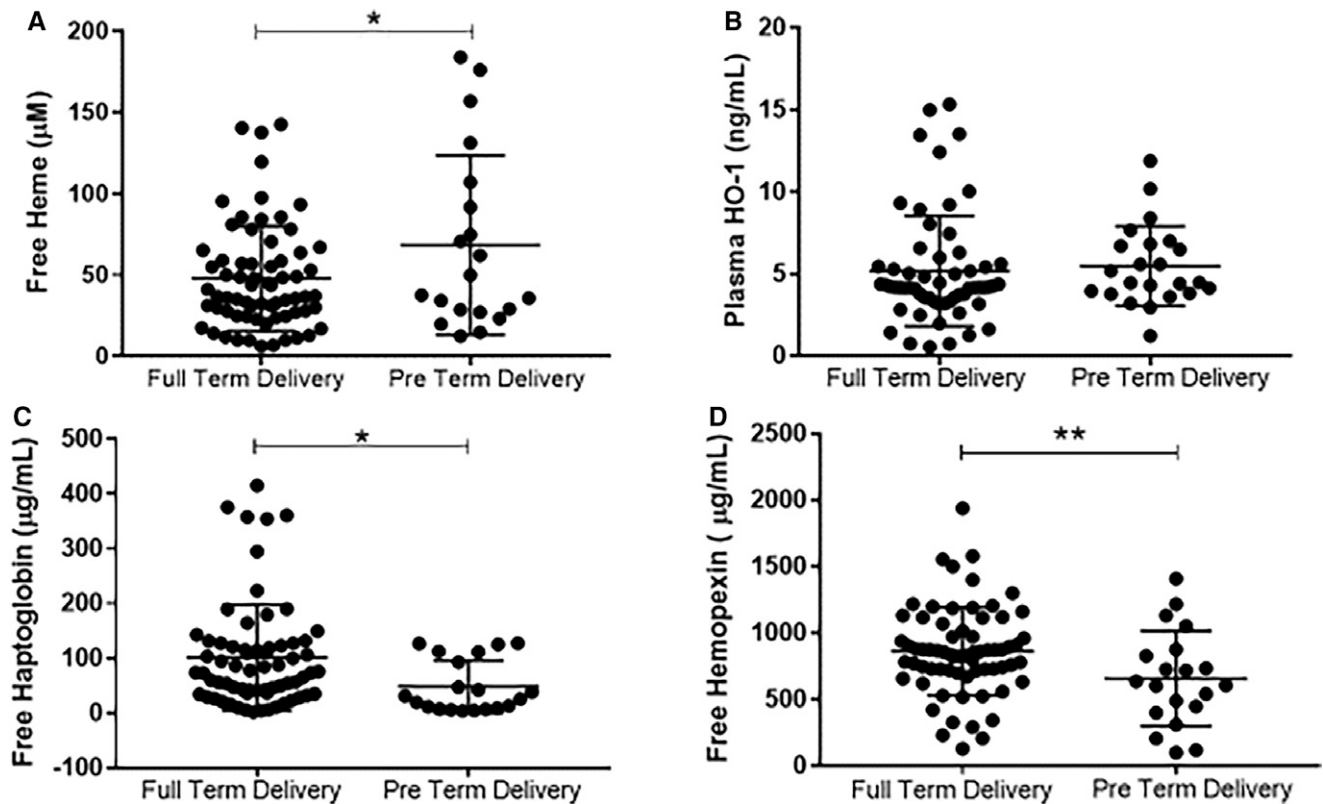 A
Free Heme (μM)
200
150
100
50
0
*
Full Term Delivery
Pre Term Delivery
B
Plasma HO-1 (ng/mL)
20
15
10
5
0
Full Term Delivery
Pre Term Delivery
C
Free Haptoglobin (μg/mL)
500
400
300
200
100
0
-100
*
Full Term Delivery
Pre Term Delivery
D
Free Hemopexin ( μg/mL)
2500
2000
1500
1000
500
0
**
Full Term Delivery
Pre Term Delivery